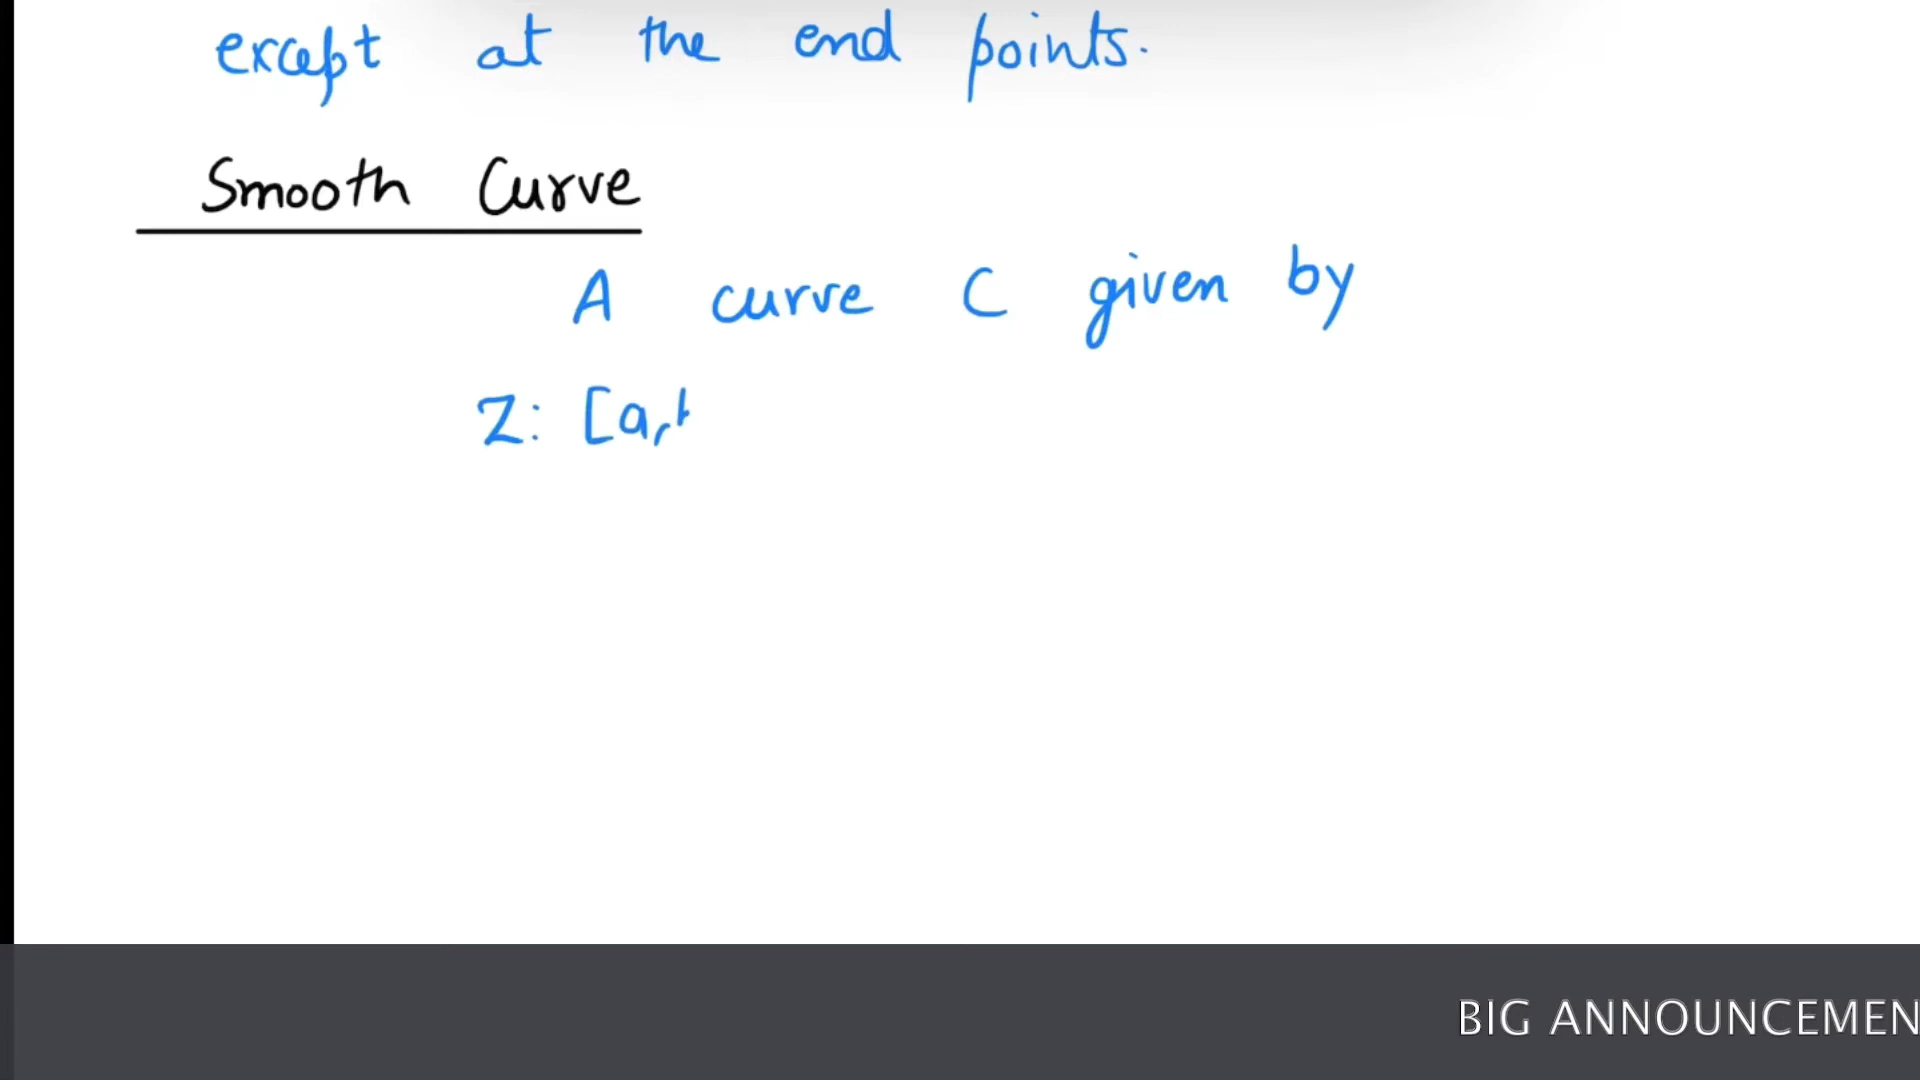 except at the end points.
Smooth Curve
A curve C given by
Z: [a,
BIG ANNOUNCEMEN